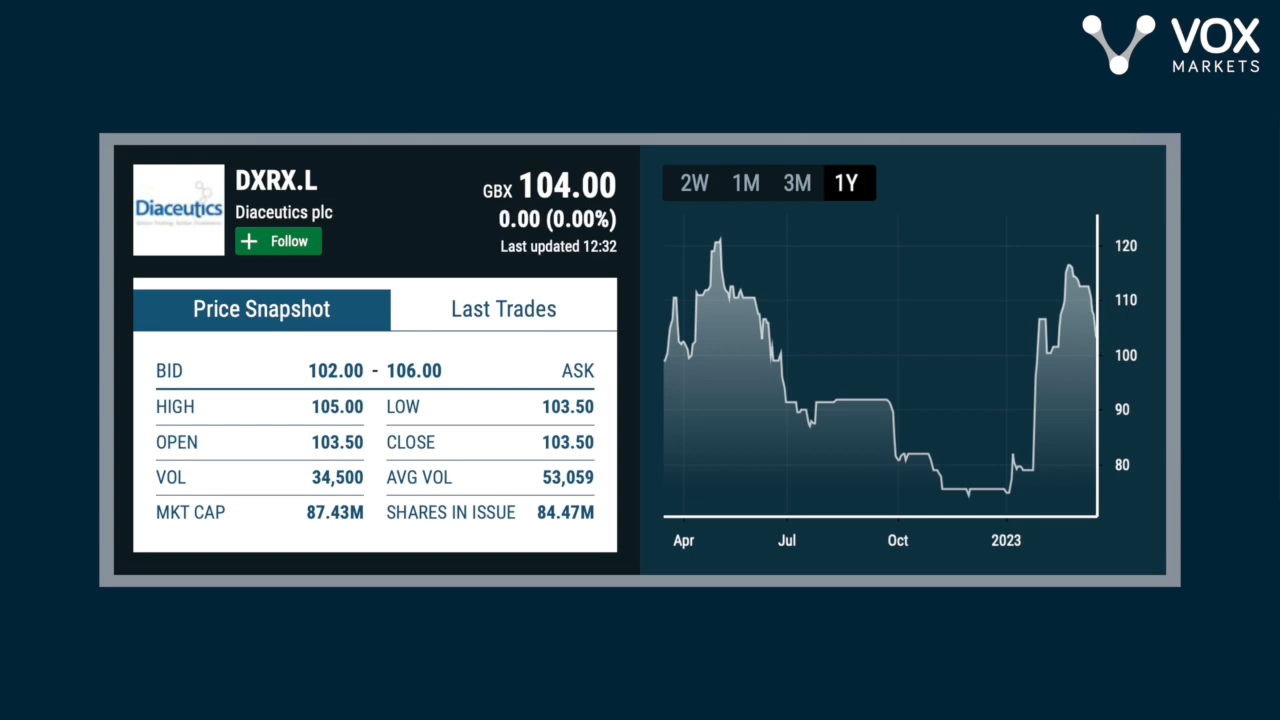 VOX
MARKETS
Diaceutics
DXRX.L
Diaceutics plc
+ Follow
GBX 104.00
0.00 (0.00%)
Last updated 12:32
Price Snapshot
Last Trades
BID 102.00 - 106.00 ASK
HIGH 105.00 LOW 103.50
OPEN 103.50 CLOSE 103.50
VOL 34,500 AVG VOL 53,059
MKT CAP 87.43M SHARES IN ISSUE 84.47M
2W 1M 3M 1Y
120
110
100
90
80
Apr Jul Oct 2023